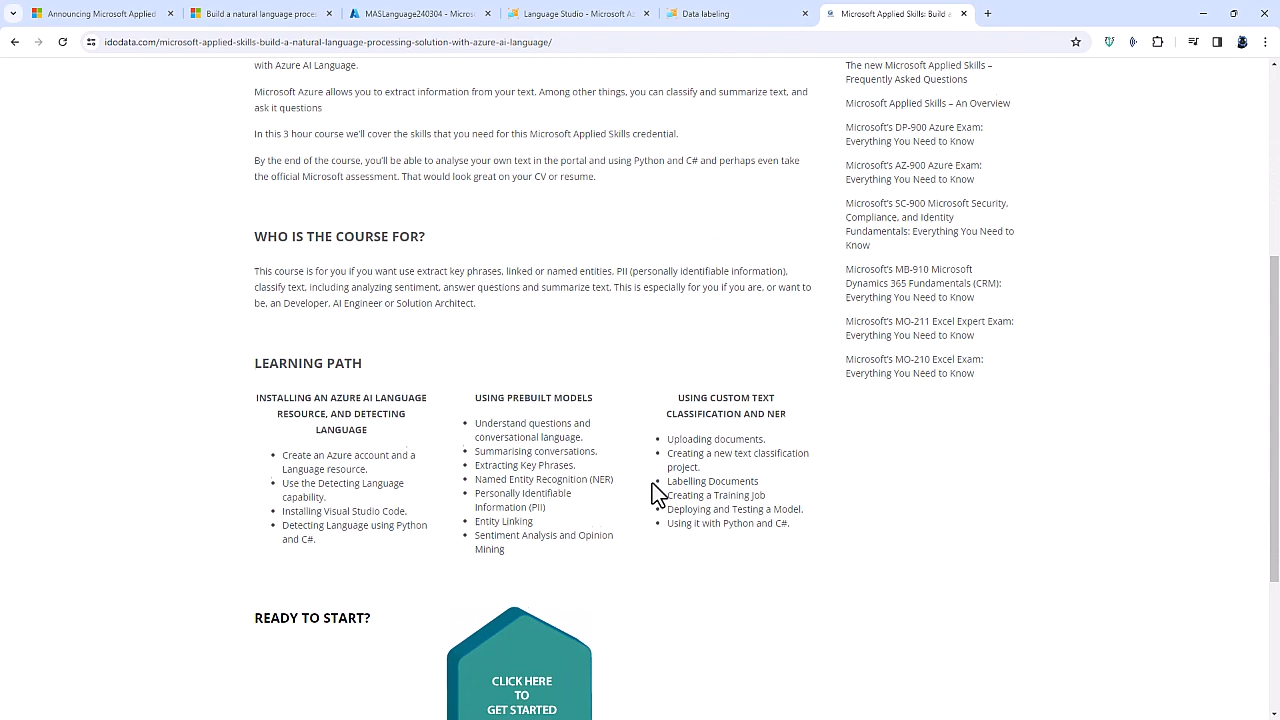 Announcing Microsoft Applied
Build a natural language proce
MASLanguage24030A - Micros
Language Studio - Microsoft A
Data labeling
Microsoft Applied Skills: Build a
idodata.com/microsoft-applied-skills-build-a-natural-language-processing-solution-with-azure-ai-language/
with Azure AI Language.
Microsoft Azure allows you to extract information from your text. Among other things, you can classify and summarize text, and
ask it questions
In this 3 hour course we'll cover the skills that you need for this Microsoft Applied Skills credential.
By the end of the course, you'll be able to analyse your own text in the portal and using Python and C# and perhaps even take
the official Microsoft assessment. That would look great on your CV or resume.
WHO IS THE COURSE FOR?
This course is for you if you want use extract key phrases, linked or named entities, PII (personally identifiable information),
classify text, including analyzing sentiment, answer questions and summarize text. This is especially for you if you are, or want to
be, an Developer, AI Engineer or Solution Architect.
LEARNING PATH
INSTALLING AN AZURE AI LANGUAGE
RESOURCE, AND DETECTING
LANGUAGE
Create an Azure account and a
Language resource.
Use the Detecting Language
capability.
Installing Visual Studio Code.
Detecting Language using Python
and C#.
USING PREBUILT MODELS
Understand questions and
conversational language.
Summarising conversations.
Extracting Key Phrases.
Named Entity Recognition (NER)
Personally Identifiable
Information (PII)
Entity Linking
Sentiment Analysis and Opinion
Mining
USING CUSTOM TEXT
CLASSIFICATION AND NER
Uploading documents.
Creating a new text classification
project.
Labelling Documents
Creating a Training Job
Deploying and Testing a Model.
Using it with Python and C#.
READY TO START?
CLICK HERE
TO
GET STARTED
The new Microsoft Applied Skills –
Frequently Asked Questions
Microsoft Applied Skills – An Overview
Microsoft's DP-900 Azure Exam:
Everything You Need to Know
Microsoft's AZ-900 Azure Exam:
Everything You Need to Know
Microsoft's SC-900 Microsoft Security,
Compliance, and Identity
Fundamentals: Everything You Need to
Know
Microsoft's MB-910 Microsoft
Dynamics 365 Fundamentals (CRM):
Everything You Need to Know
Microsoft's MO-211 Excel Expert Exam:
Everything You Need to Know
Microsoft's MO-210 Excel Exam:
Everything You Need to Know